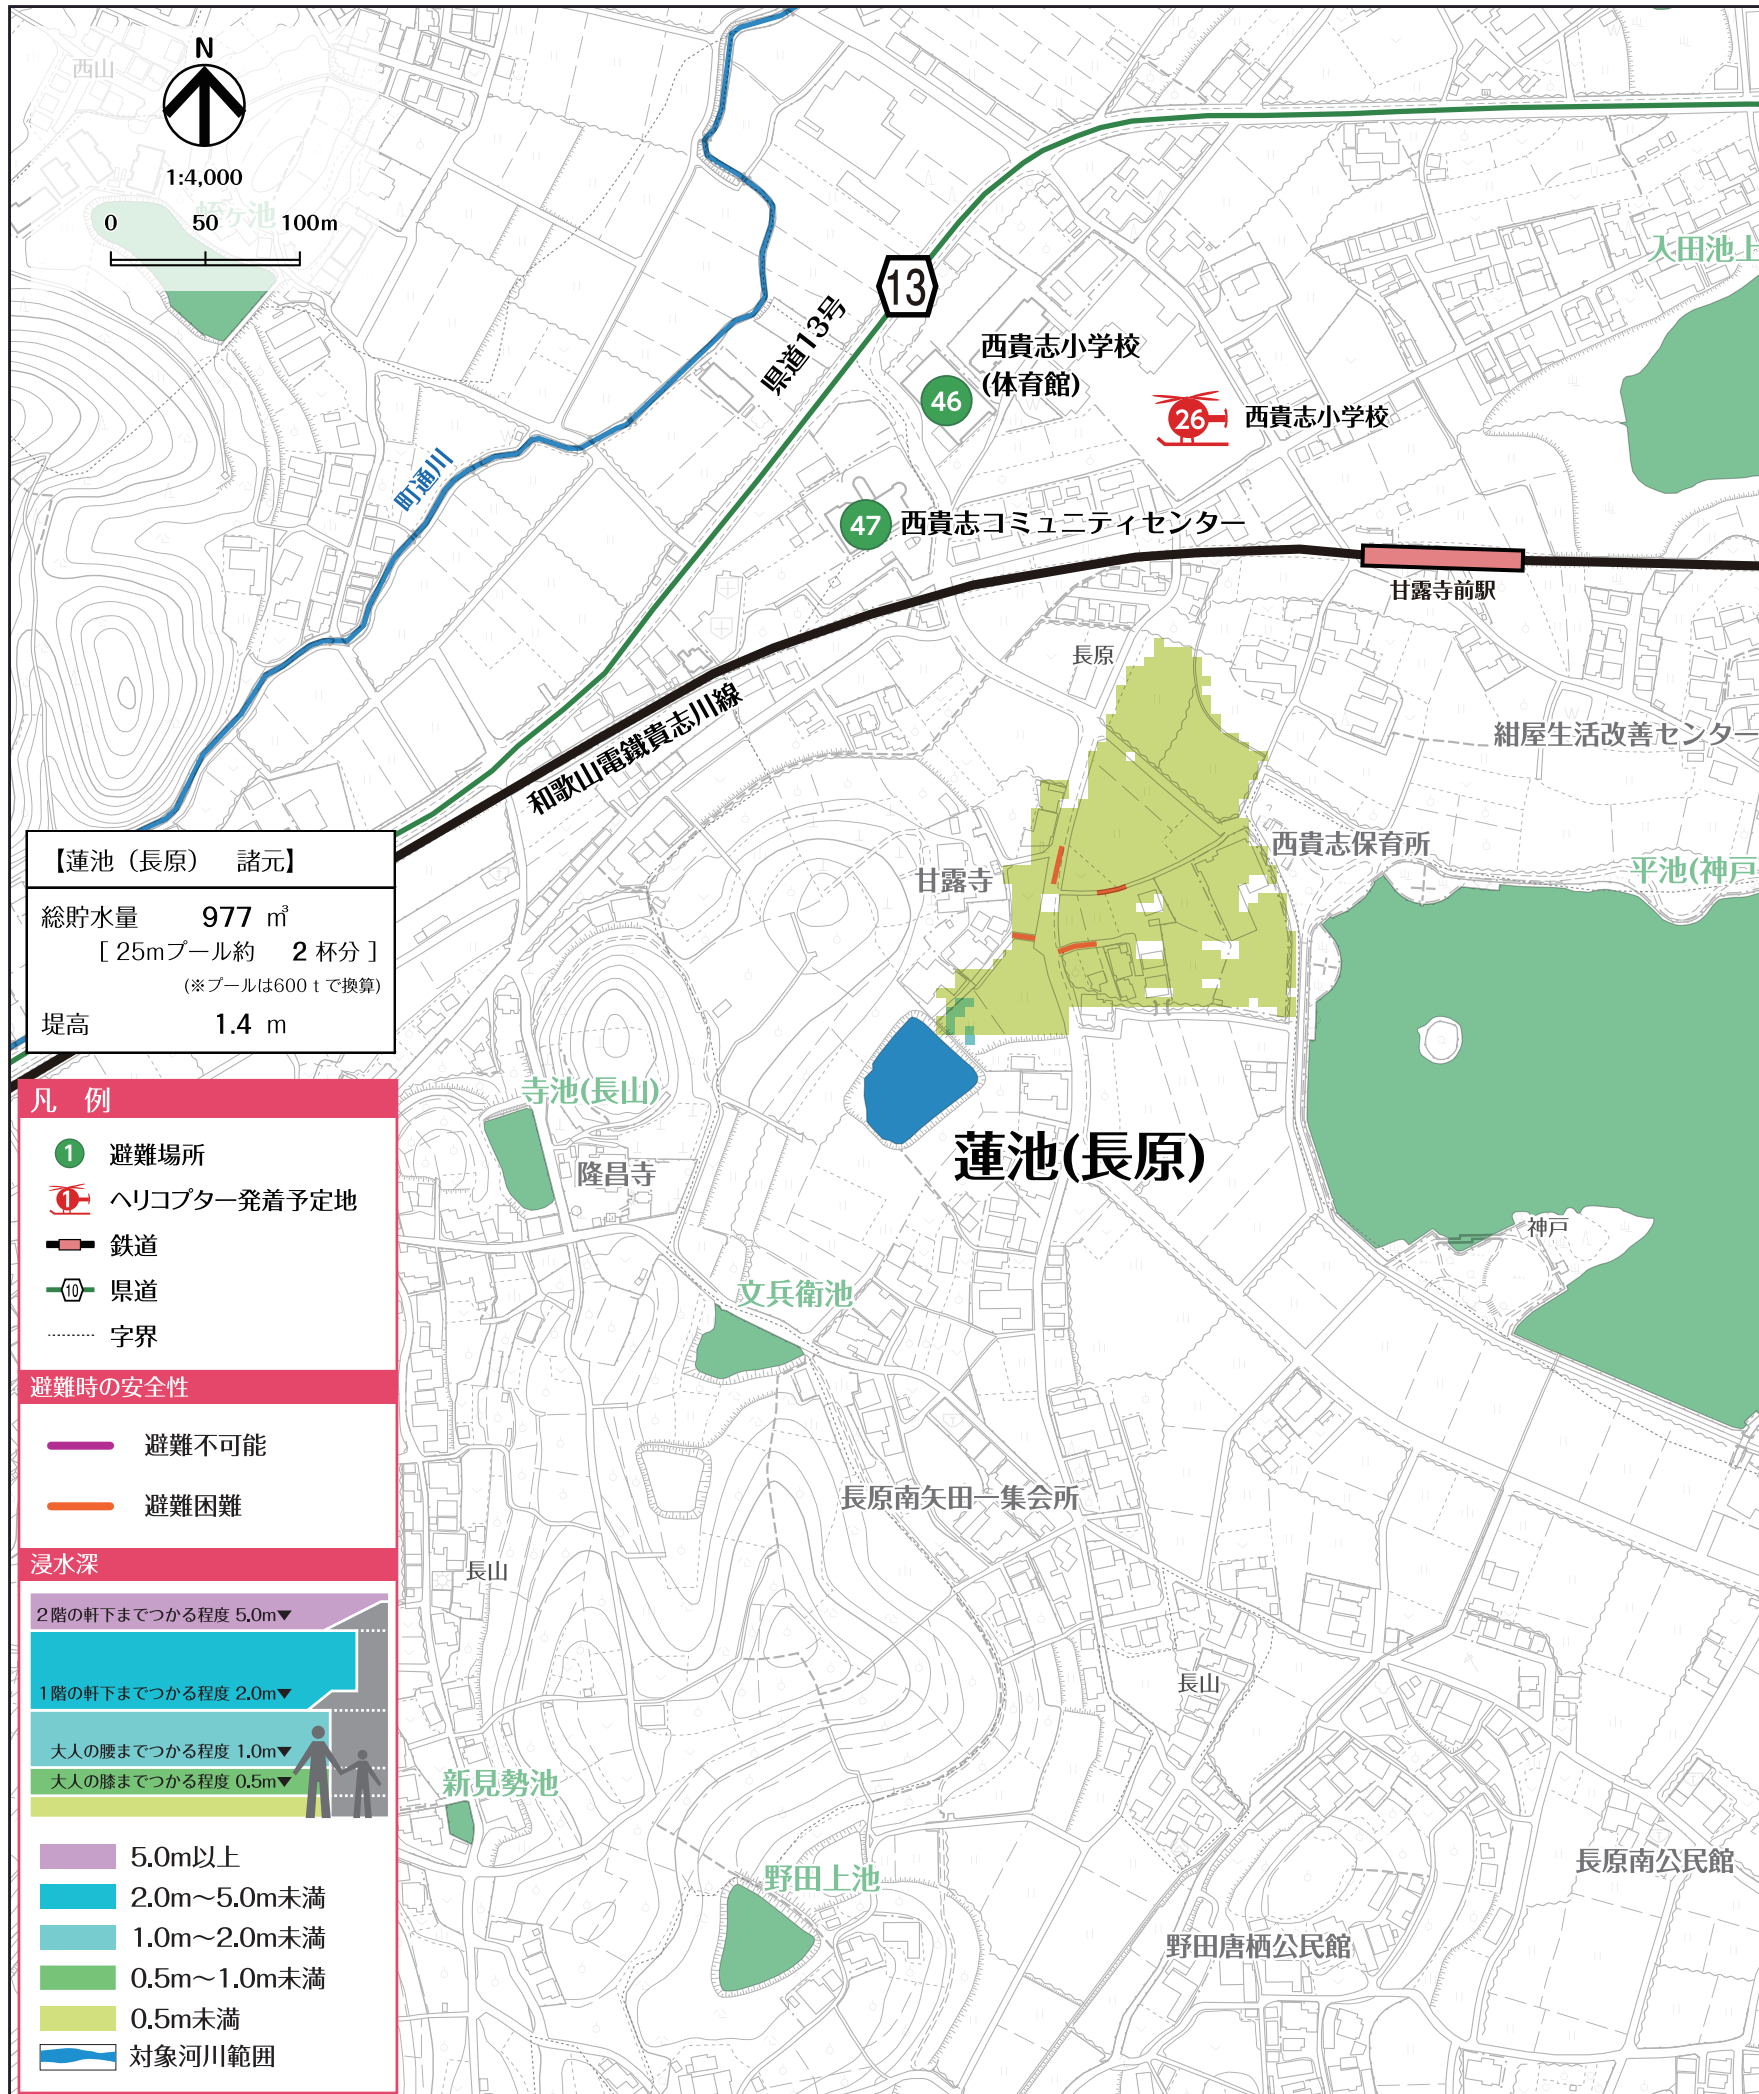 N
西山
1:4,000
蛭ヶ池
0 50 100m
入田池上
13
県道13号
西貴志小学校
(体育館)
46
26
西貴志小学校
町通川
47
西貴志コミュニティセンター
甘露寺前駅
長原
和歌山電鐵貴志川線
紺屋生活改善センター
西貴志保育所
甘露寺
平池(神戸
【蓮池（長原） 諸元】
総貯水量 977 ㎥
[ 25mプール約 2 杯分 ]
(※プールは600ｔで換算)
堤高 1.4 m
寺池(長山)
隆昌寺
蓮池(長原)
神戸
文兵衛池
長原南矢田一集会所
長山
長山
新見勢池
野田上池
長原南公民館
野田唐栖公民館
凡 例
1 避難場所
1 ヘリコプター発着予定地
鉄道
10 県道
字界
避難時の安全性
避難不可能
避難困難
浸水深
2階の軒下までつかる程度 5.0m▼
1階の軒下までつかる程度 2.0m▼
大人の腰までつかる程度 1.0m▼
大人の膝までつかる程度 0.5m▼
5.0m以上
2.0m～5.0m未満
1.0m～2.0m未満
0.5m～1.0m未満
0.5m未満
対象河川範囲